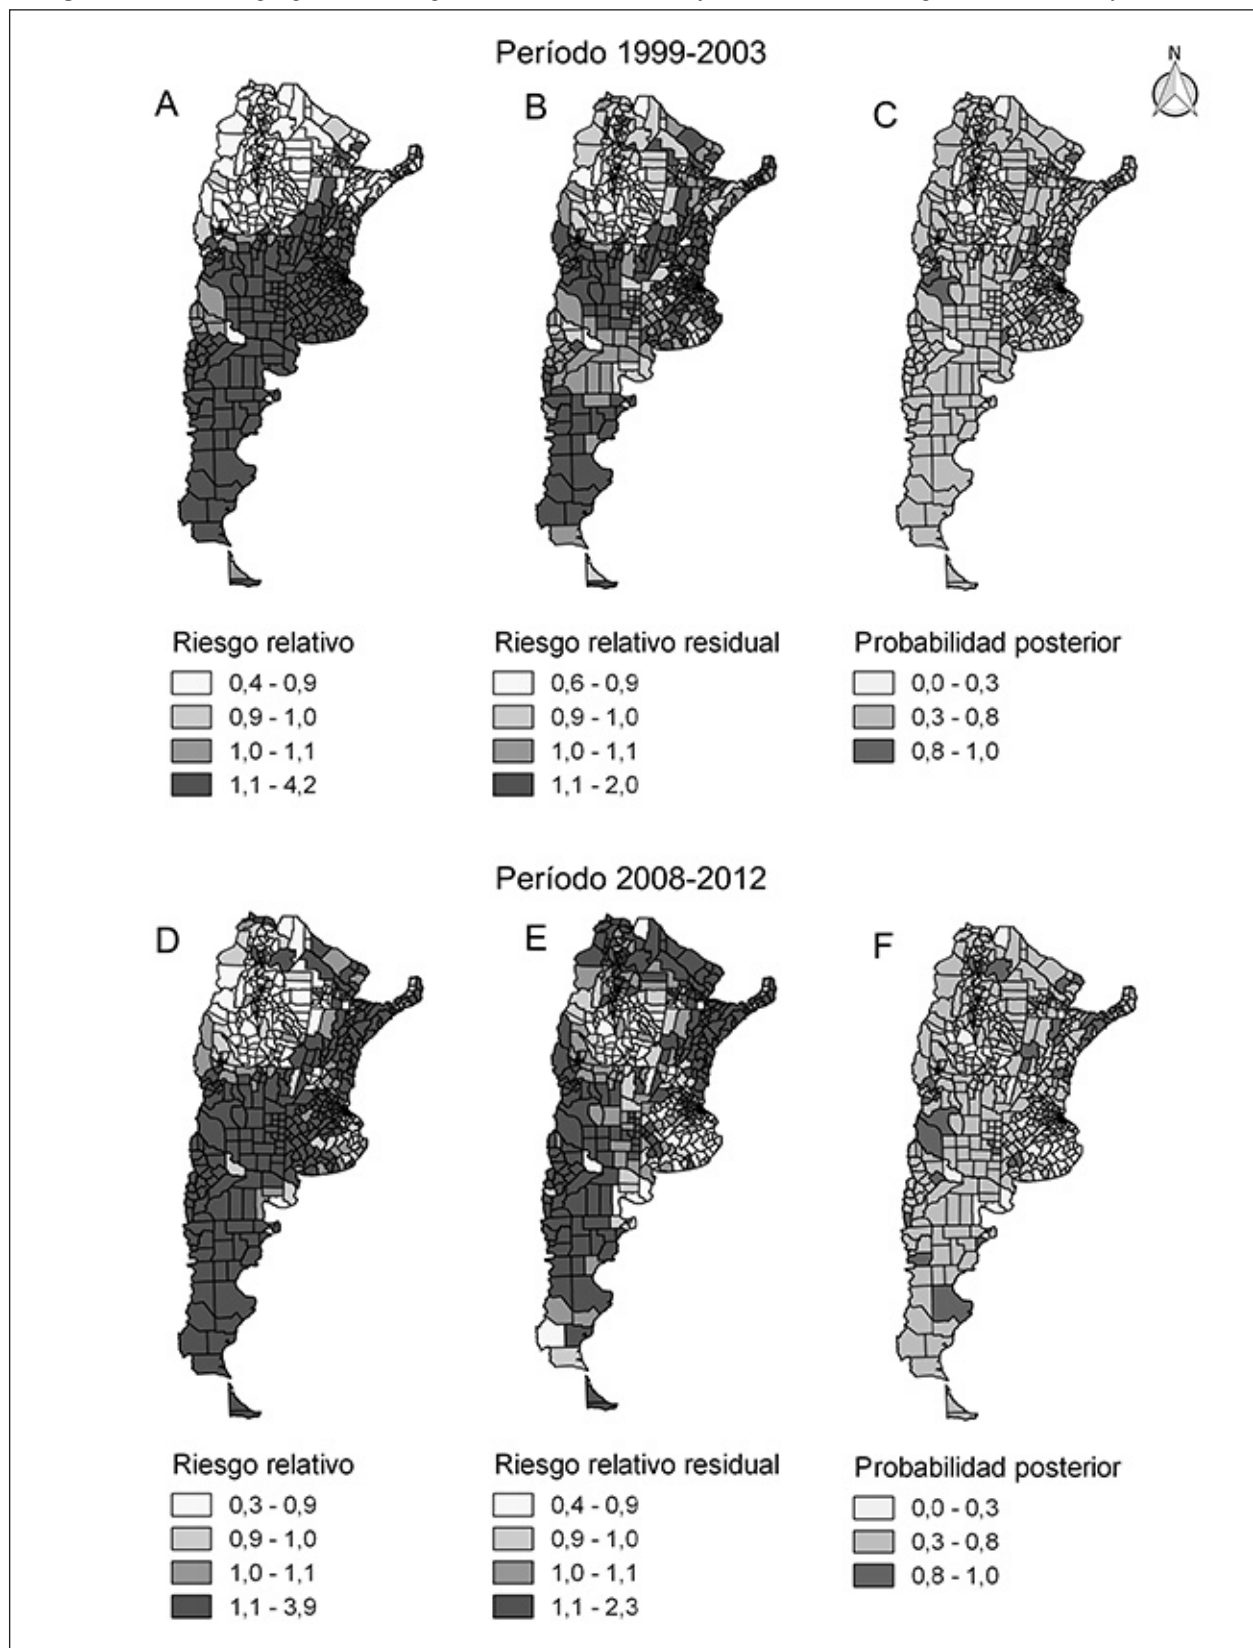 Período 1999-2003
N
A
B
C
Riesgo relativo
0,4 - 0,9
0,9 - 1,0
1,0 - 1,1
1,1 - 4,2
Riesgo relativo residual
0,6 - 0,9
0,9 - 1,0
1,0 - 1,1
1,1 - 2,0
Probabilidad posterior
0,0 - 0,3
0,3 - 0,8
0,8 - 1,0
Período 2008-2012
D
E
F
Riesgo relativo
0,3 - 0,9
0,9 - 1,0
1,0 - 1,1
1,1 - 3,9
Riesgo relativo residual
0,4 - 0,9
0,9 - 1,0
1,0 - 1,1
1,1 - 2,3
Probabilidad posterior
0,0 - 0,3
0,3 - 0,8
0,8 - 1,0